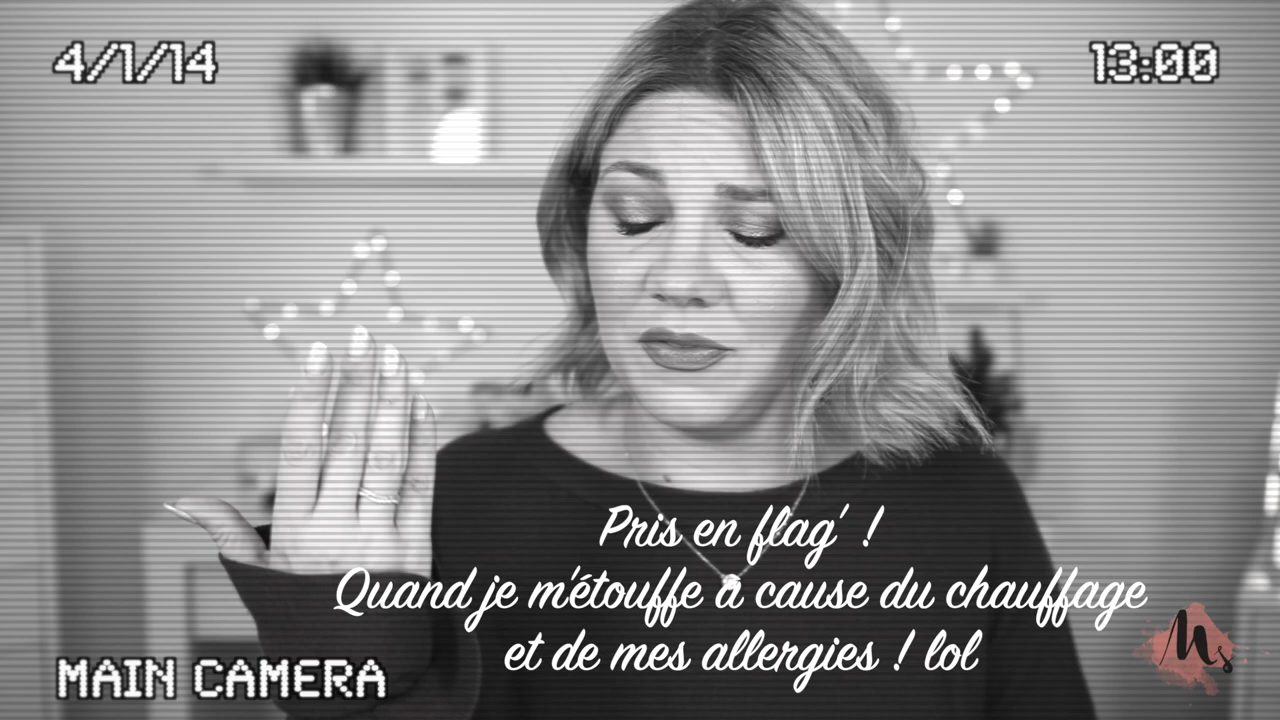 4/1/14
13:00
Pris en flag' !
Quand je m'étouffe à cause du chauffage
et de mes allergies ! lol
Ms
MAIN CAMERA